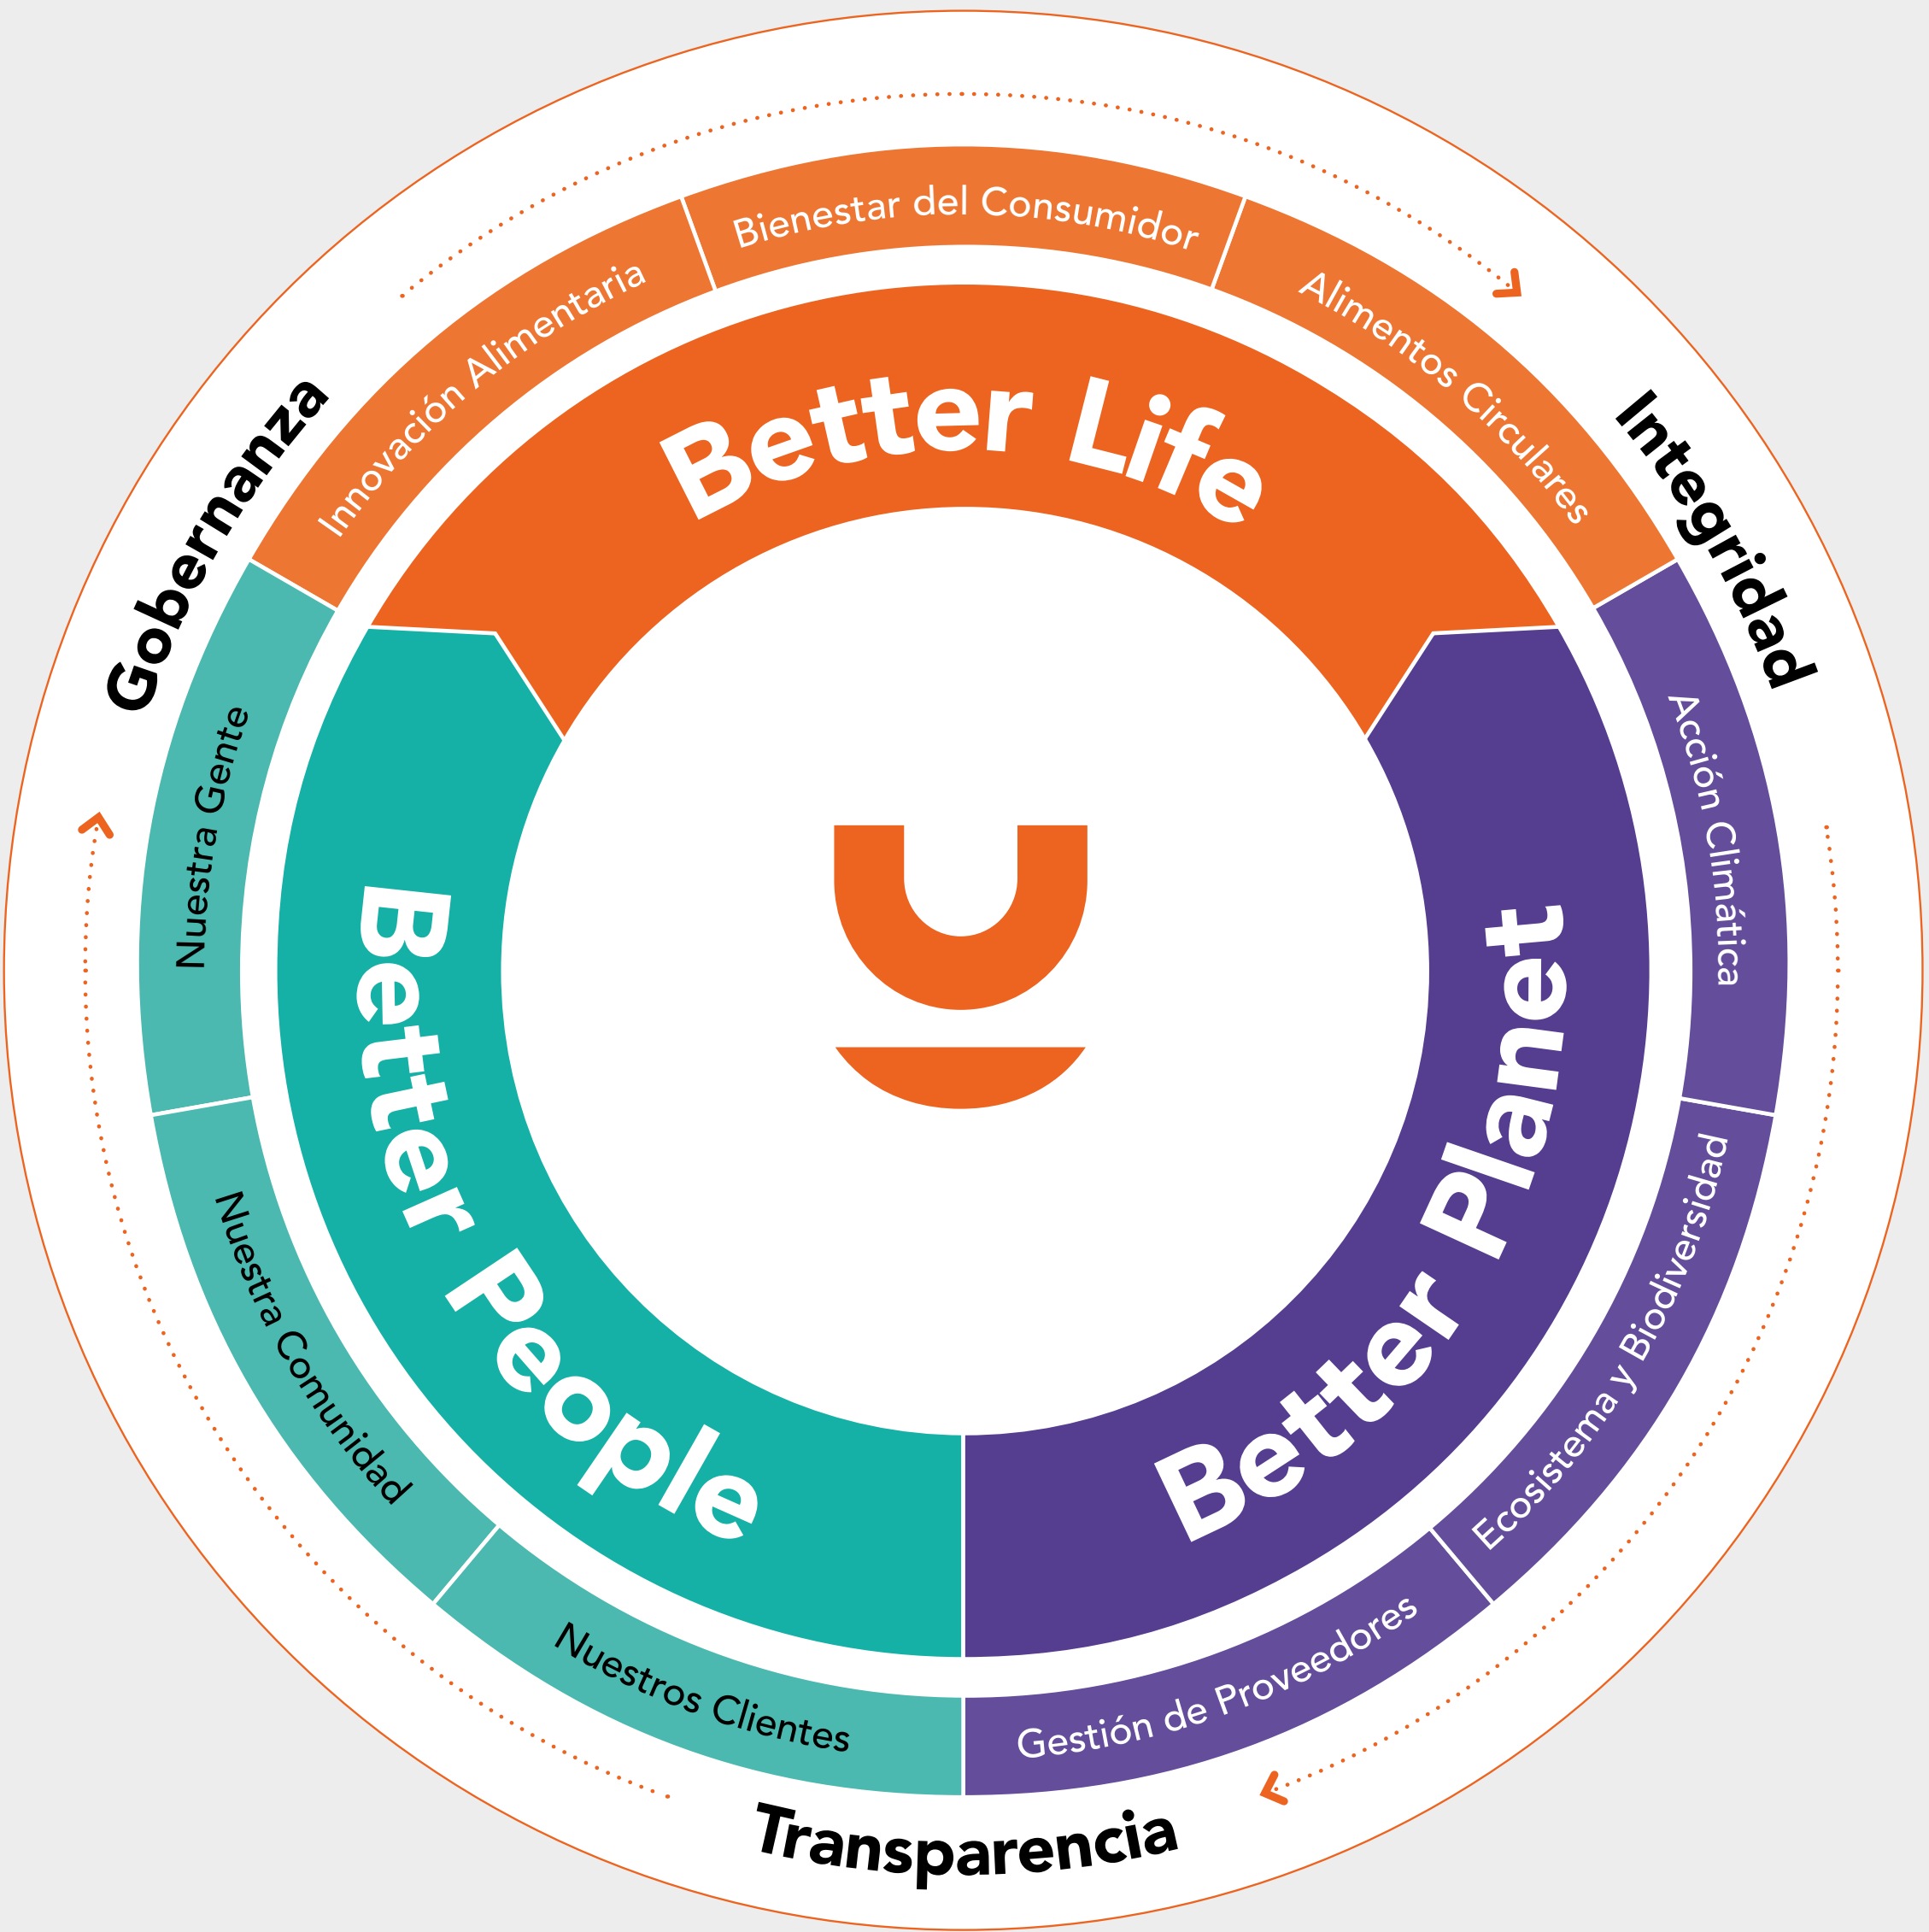 Gobernanza
Integridad
Transparencia
Innovación Alimentaria
Bienestar del Consumidor
Alimentos Circulares
Acción Climática
Ecosistema y Biodiversidad
Gestión de Proveedores
Nuestros Clientes
Nuestra Comunidad
Nuestra Gente
Better Life
Better Planet
Better People